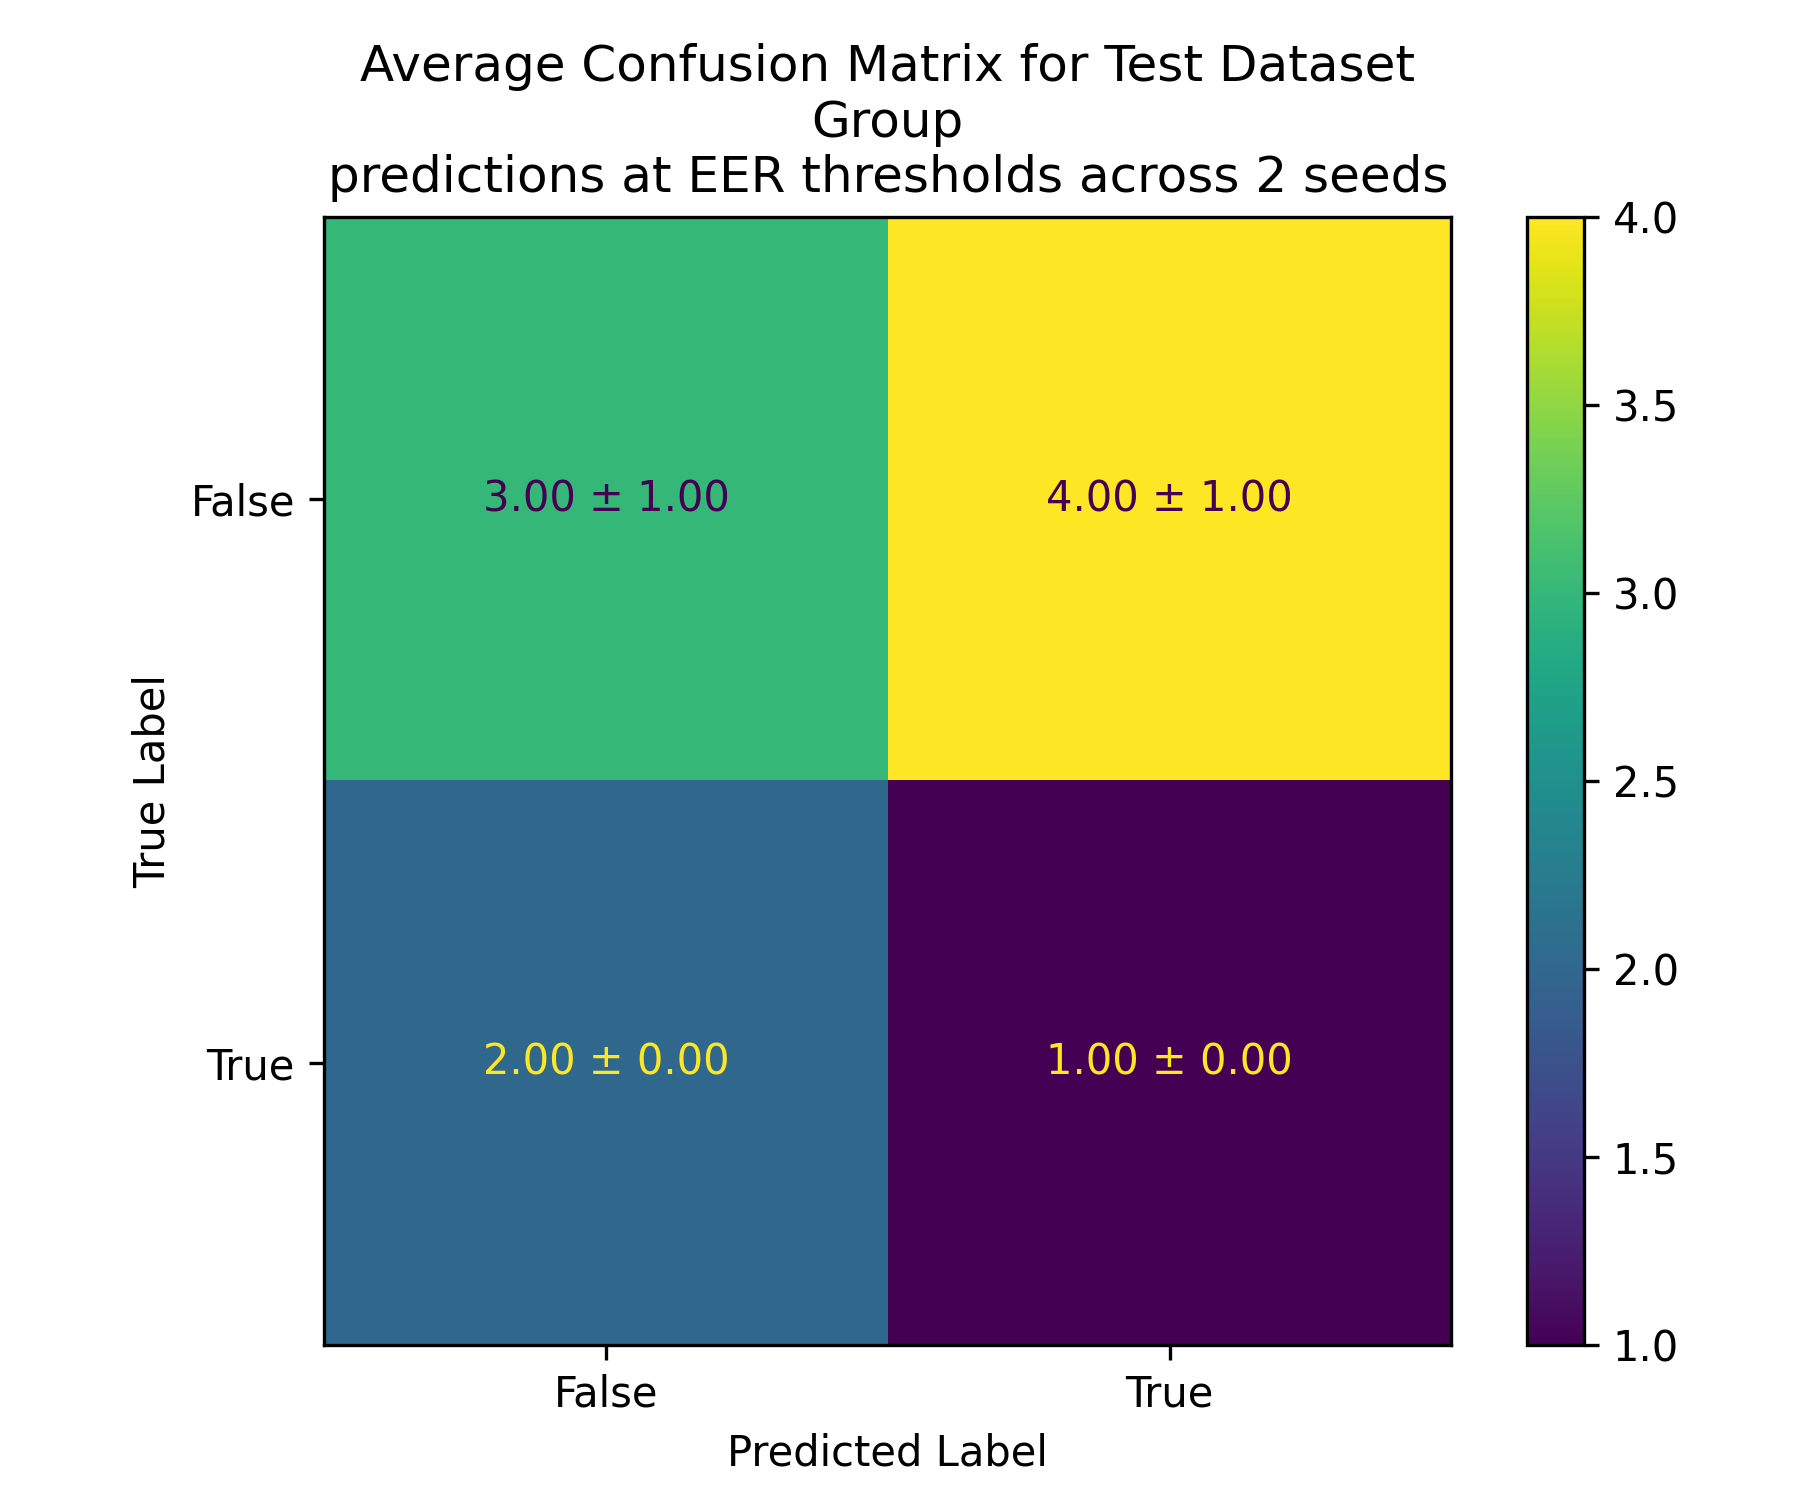 Average Confusion Matrix for Test Dataset
Group
predictions at EER thresholds across 2 seeds
4.0
3.5
3.0
2.5
2.0
1.5
1.0
True Label
False
3.00 ± 1.00
4.00 ± 1.00
True
2.00 ± 0.00
1.00 ± 0.00
False
True
Predicted Label